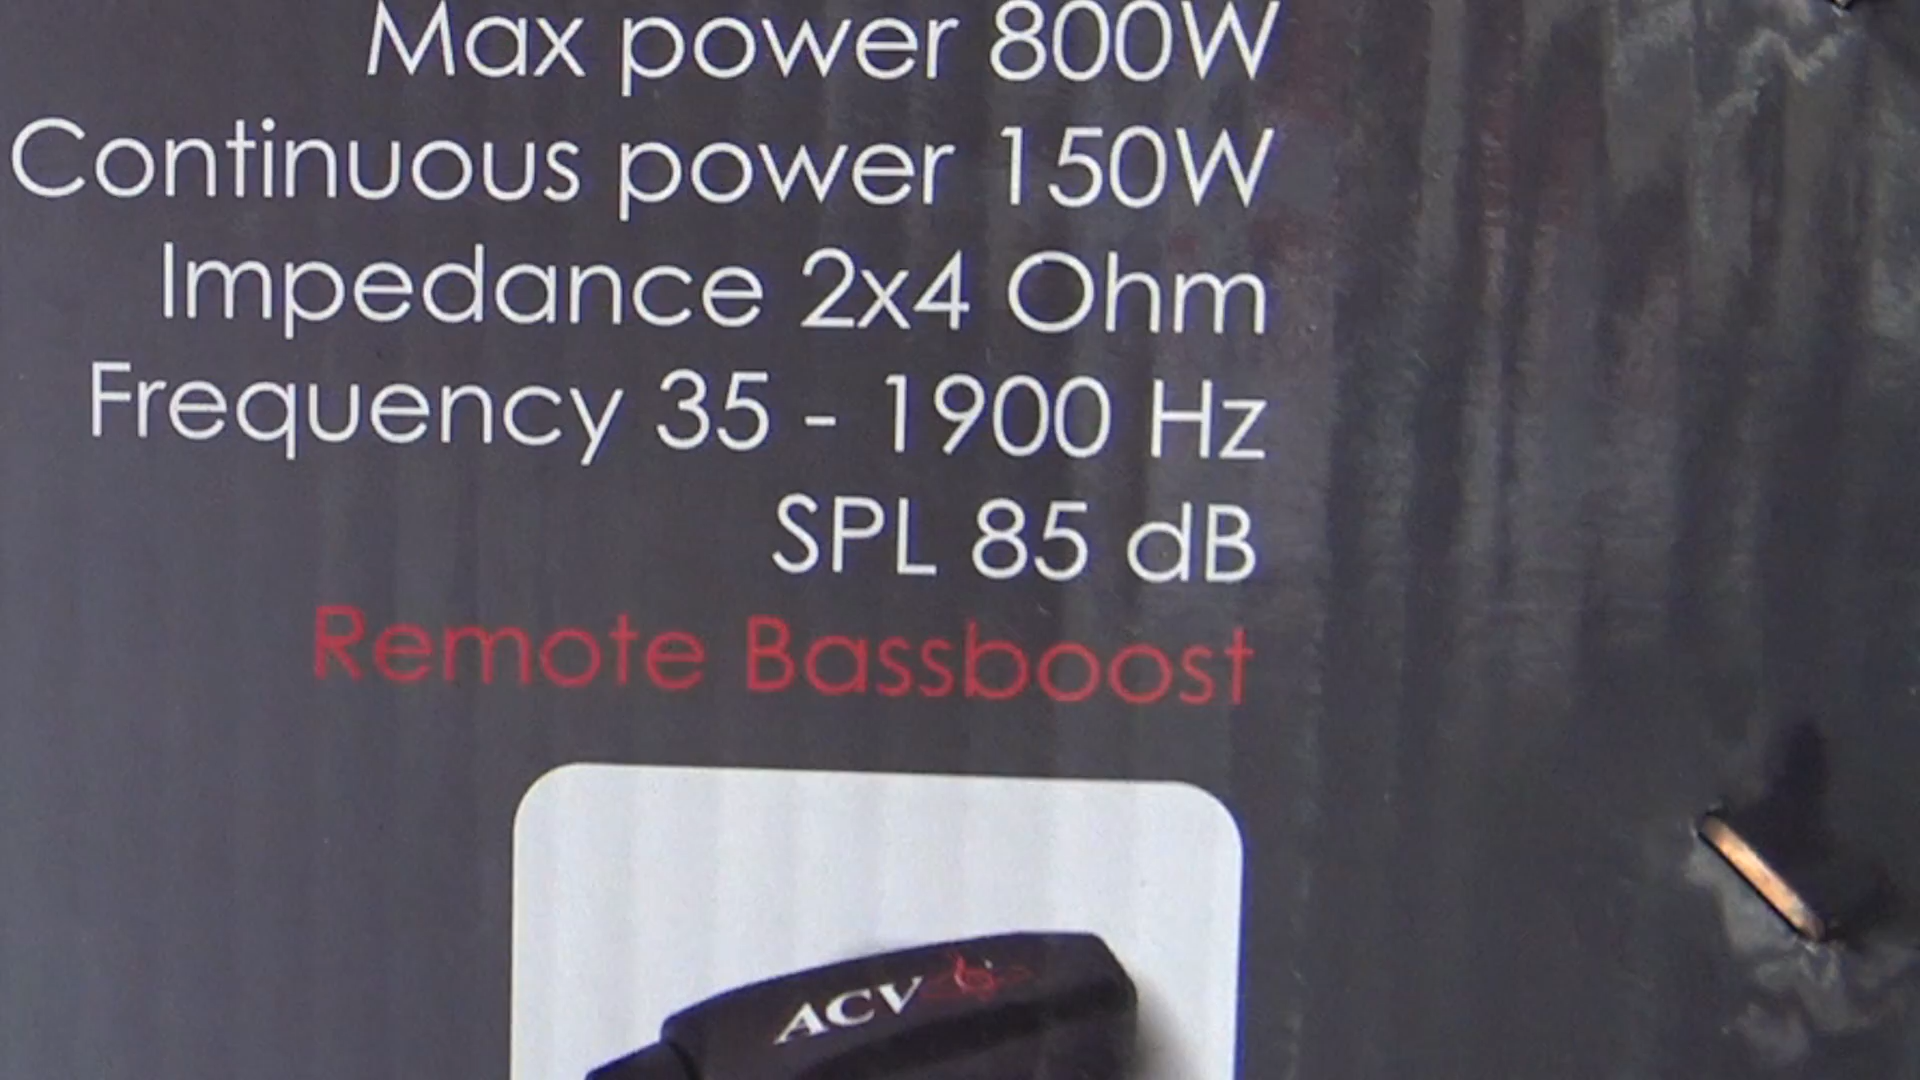 Max power 800W
Continuous power 150W
Impedance 2x4 Ohm
Frequency 35 - 1900 Hz
SPL 85 dB
Remote Bassboost
ACV